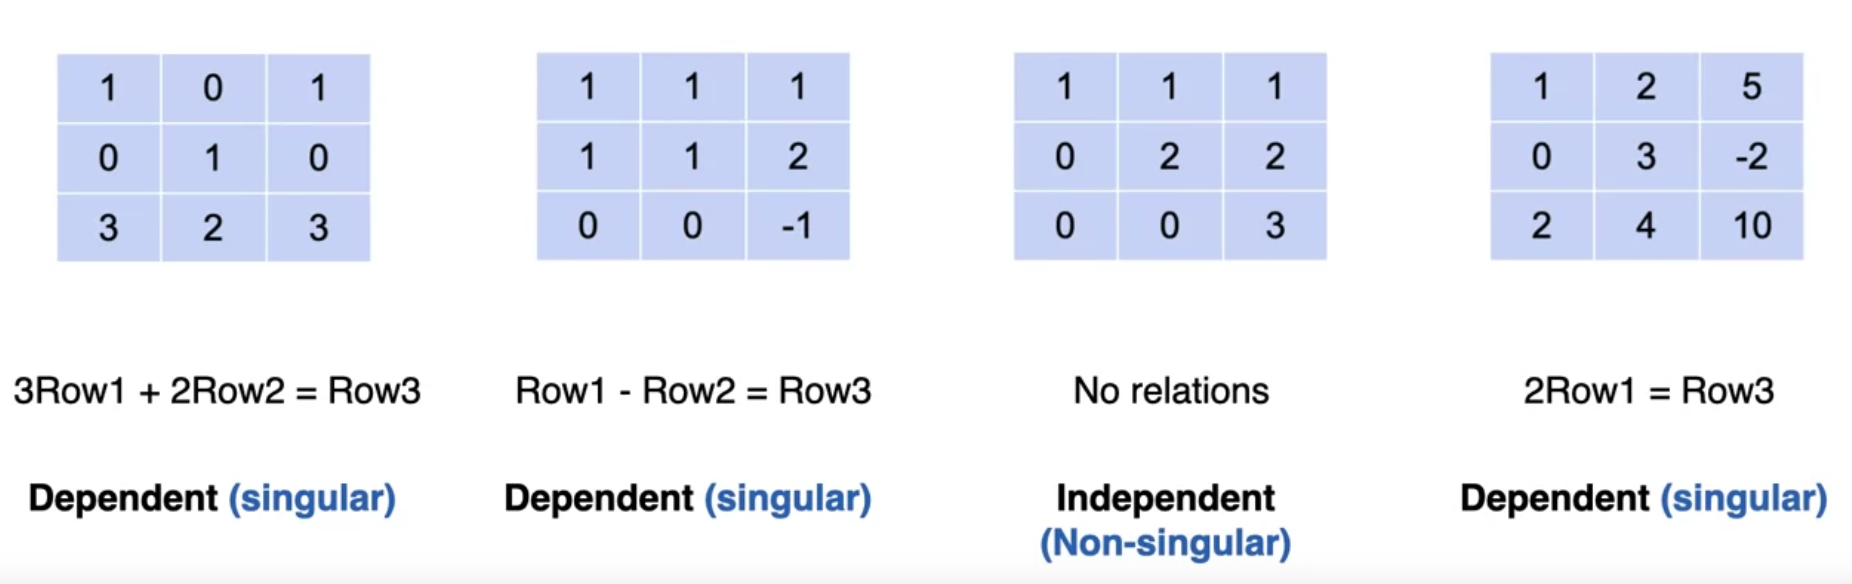 1 0 1
0 1 0
3 2 3
3Row1 + 2Row2 = Row3
Dependent (singular)
1 1 1
1 1 2
0 0 -1
Row1 - Row2 = Row3
Dependent (singular)
1 1 1
0 2 2
0 0 3
No relations
Independent
(Non-singular)
1 2 5
0 3 -2
2 4 10
2Row1 = Row3
Dependent (singular)